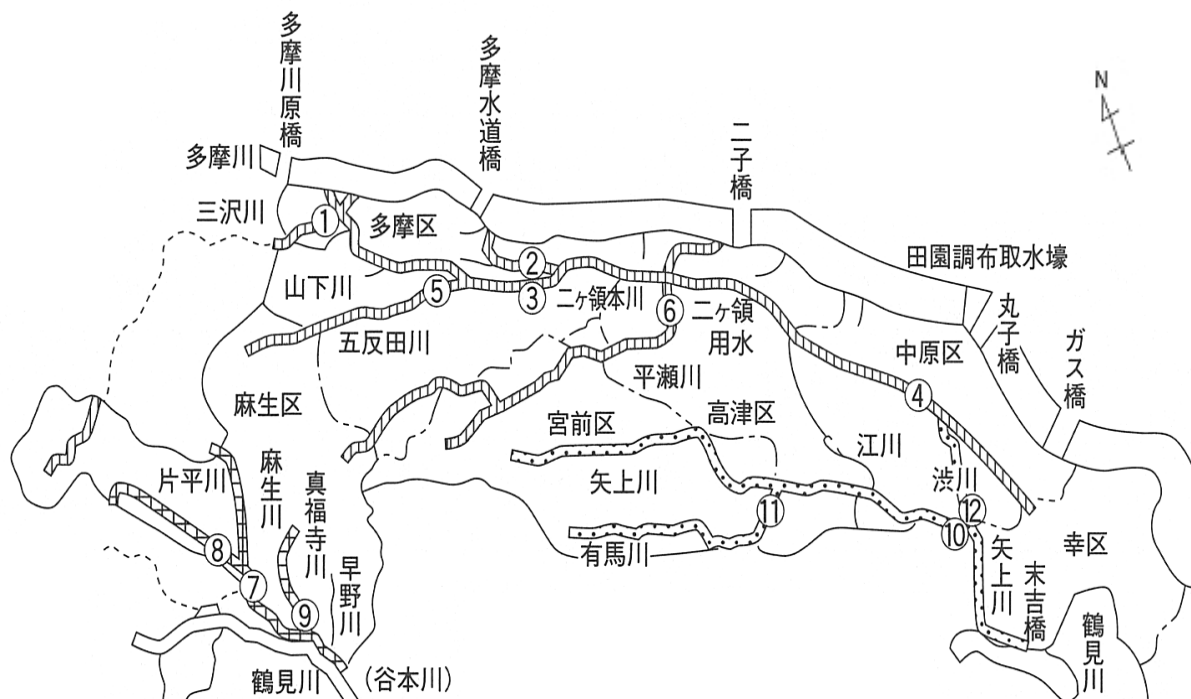 多摩川原橋
多摩水道橋
二子橋
N
多摩川
三沢川
①
多摩区
田園調布取水壕
丸子橋
ガス橋
山下川
⑤
②
③
二ヶ領本川
⑥
二ヶ領
用水
五反田川
中原区
④
平瀬川
麻生区
宮前区
高津区
江川
片平川
麻生川
真福寺川
矢上川
渋川
⑪
⑫
⑩
⑧
⑦
⑨
早野川
有馬川
矢上川
末吉橋
幸区
鶴見川
鶴見川
(谷本川)